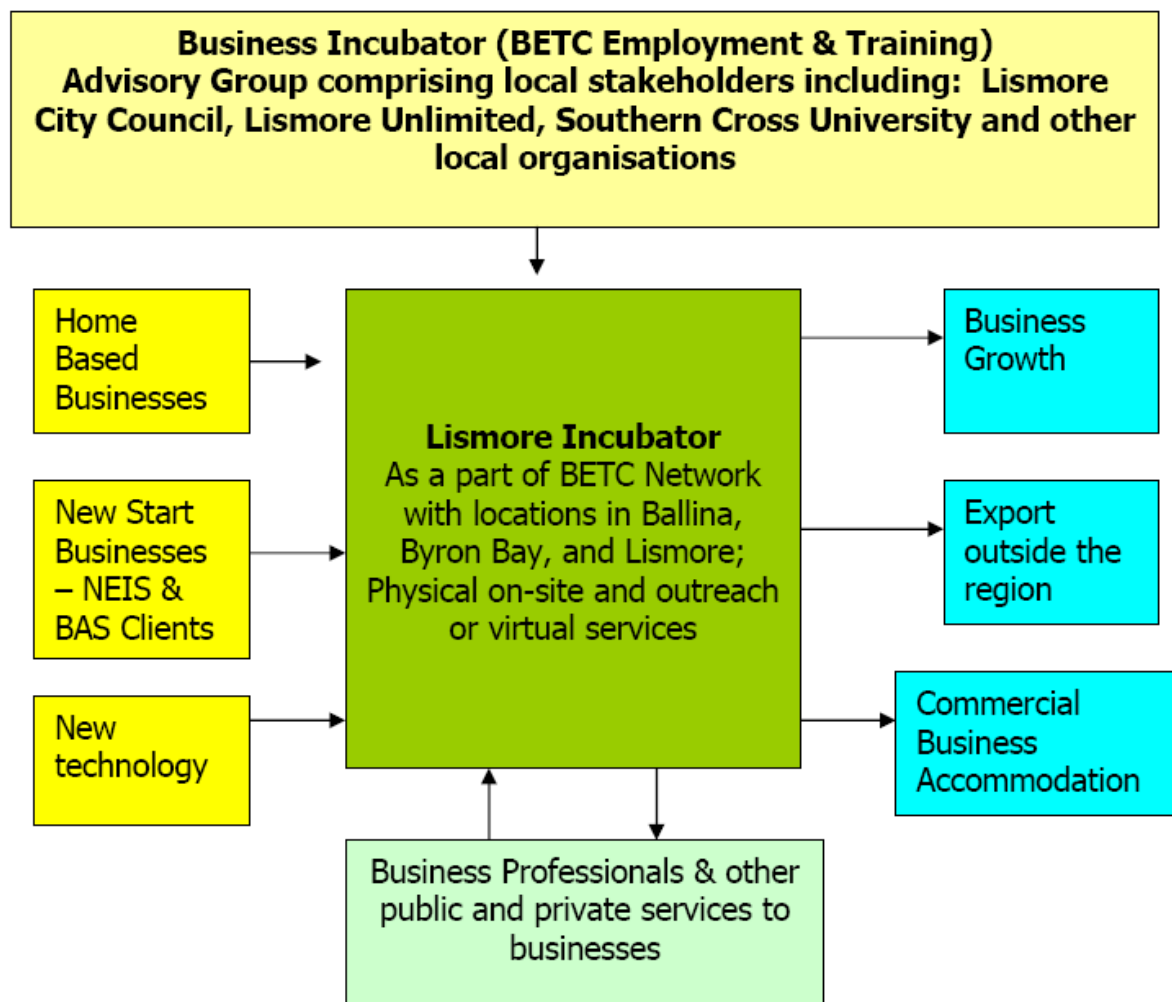 Business Incubator (BETC Employment & Training)
Advisory Group comprising local stakeholders including:  Lismore
City Council, Lismore Unlimited, Southern Cross University and other
local organisations
Home
Based
Businesses
New Start
Businesses
– NEIS &
BAS Clients
New
technology
Lismore Incubator
As a part of BETC Network
with locations in Ballina,
Byron Bay, and Lismore;
Physical on-site and outreach
or virtual services
Business
Growth
Export
outside the
region
Commercial
Business
Accommodation
Business Professionals & other
public and private services to
businesses